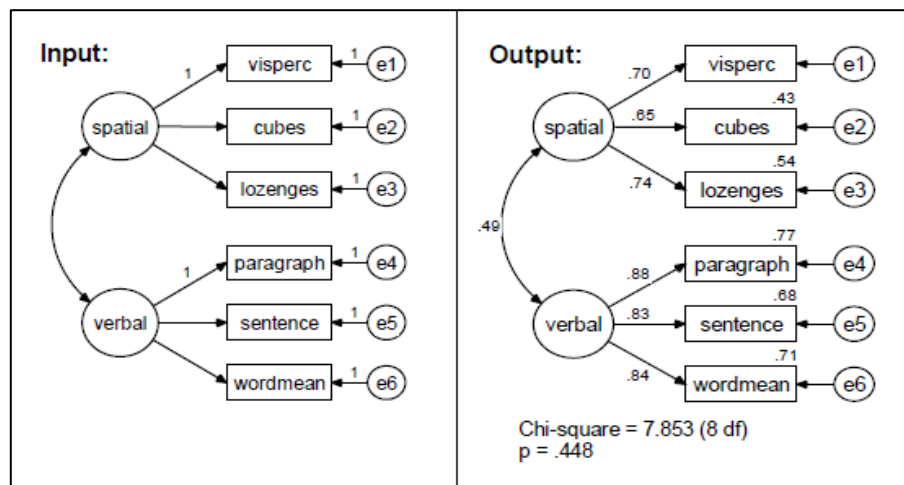 Input:
1
visperc
1
e1
spatial
cubes
1
e2
lozenges
1
e3
1
paragraph
1
e4
verbal
sentence
1
e5
wordmean
1
e6
Output:
.70
visperc
e1
.43
spatial
.65
cubes
e2
.54
.74
lozenges
e3
.49
.77
.88
paragraph
e4
.68
verbal
.83
sentence
e5
.71
.84
wordmean
e6
Chi-square = 7.853 (8 df)
p = .448